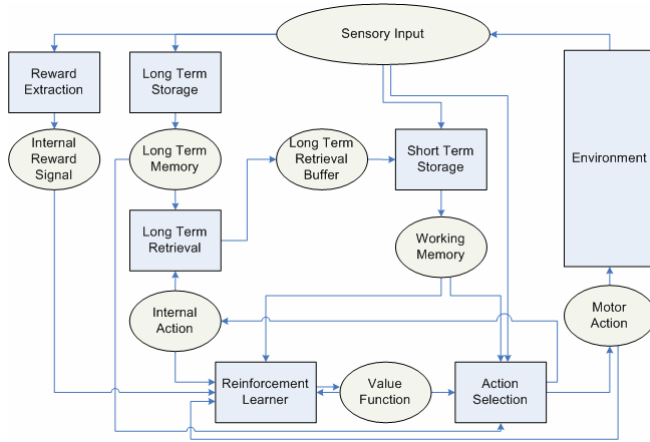 Sensory Input
Reward
Extraction
Long Term
Storage
Internal
Reward
Signal
Long Term
Memory
Long Term
Retrieval
Buffer
Short Term
Storage
Environment
Long Term
Retrieval
Working
Memory
Internal
Action
Motor
Action
Reinforcement
Learner
Value
Function
Action
Selection